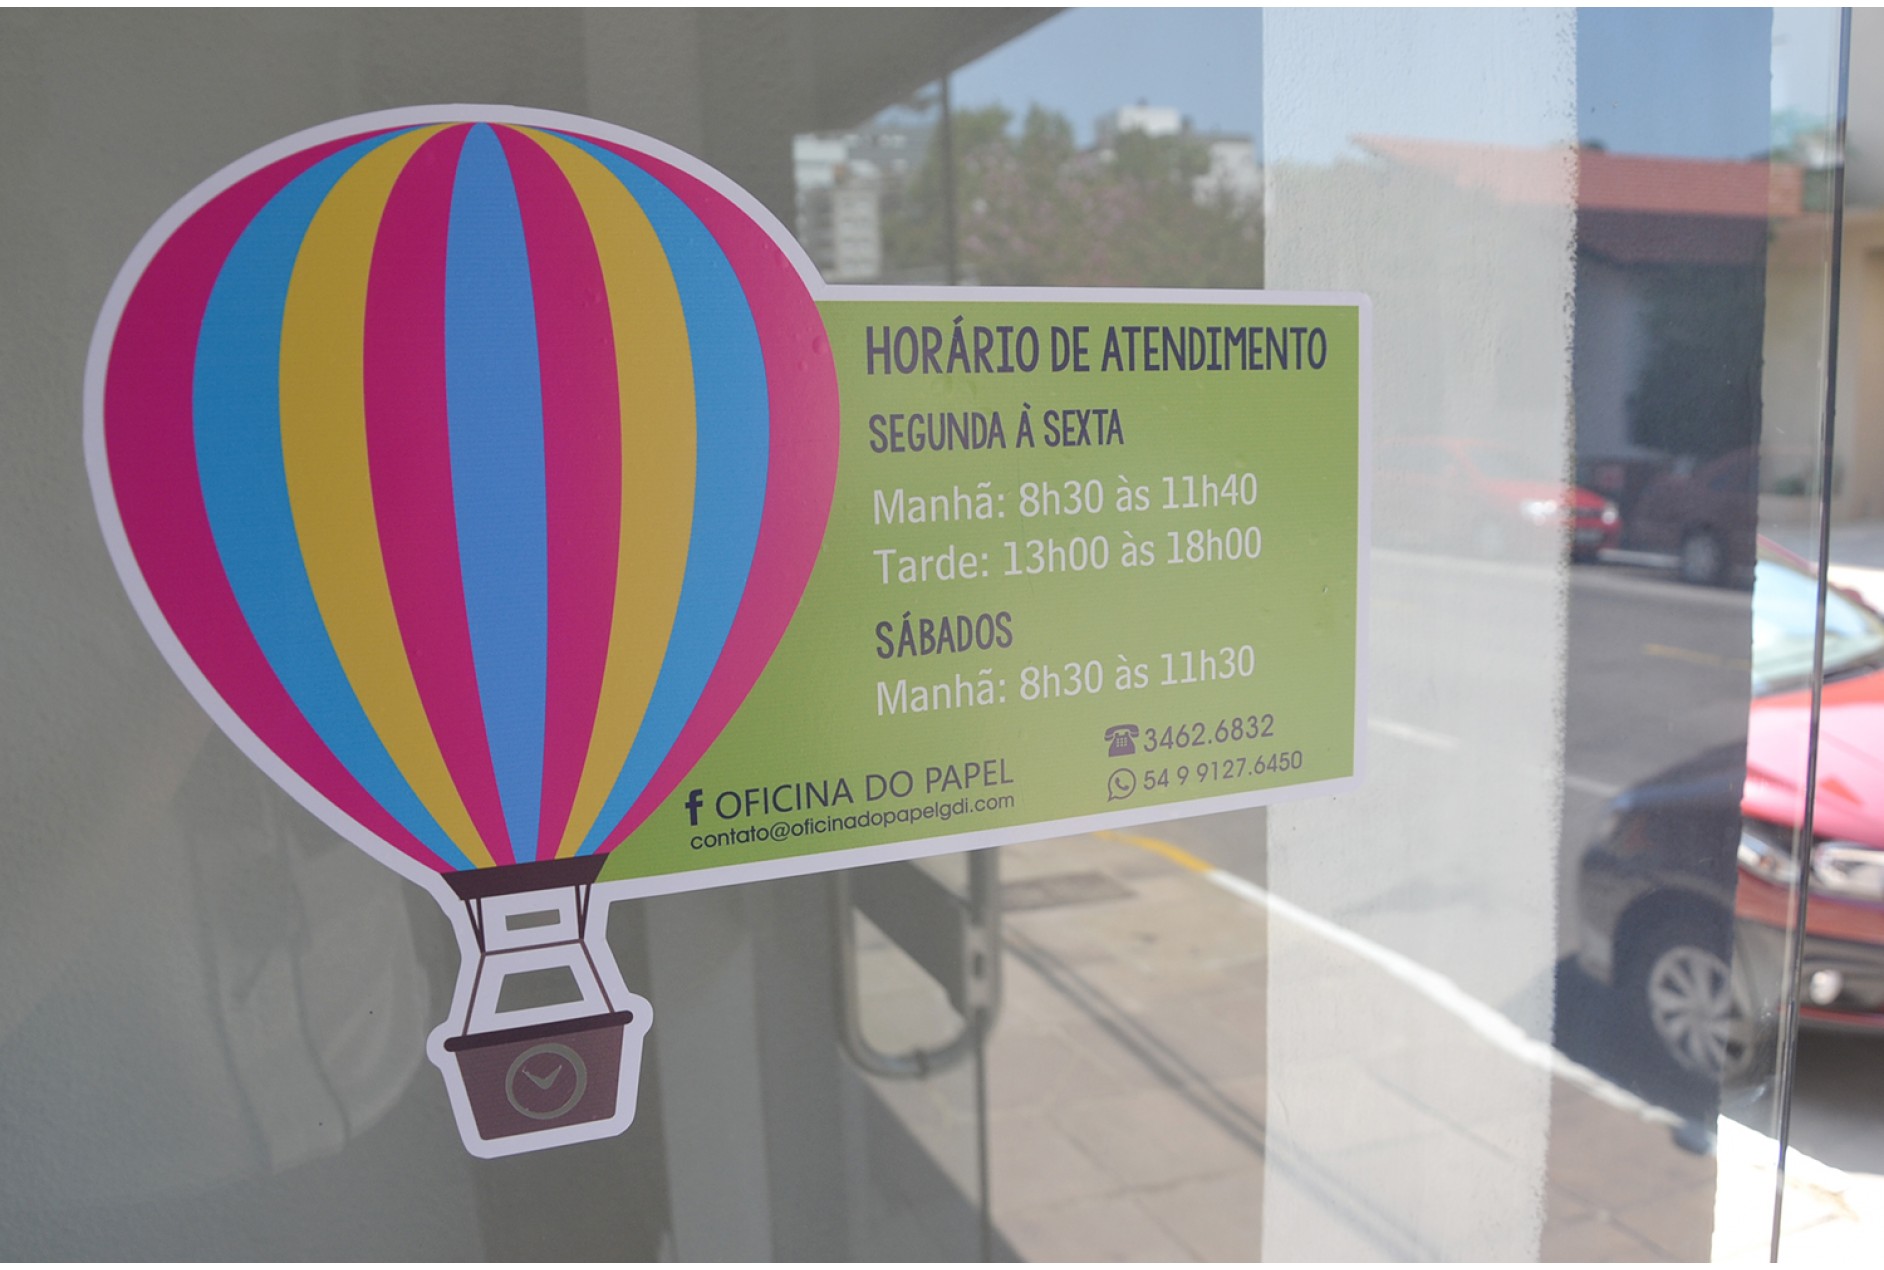 HORÁRIO DE ATENDIMENTO
SEGUNDA À SEXTA
Manhã: 8h30 às 11h40
Tarde: 13h00 às 18h00
SÁBADOS
Manhã: 8h30 às 11h30
3462.6832
54 9 9127.6450
f OFICINA DO PAPEL
contato@oficinadopapelgdi.com